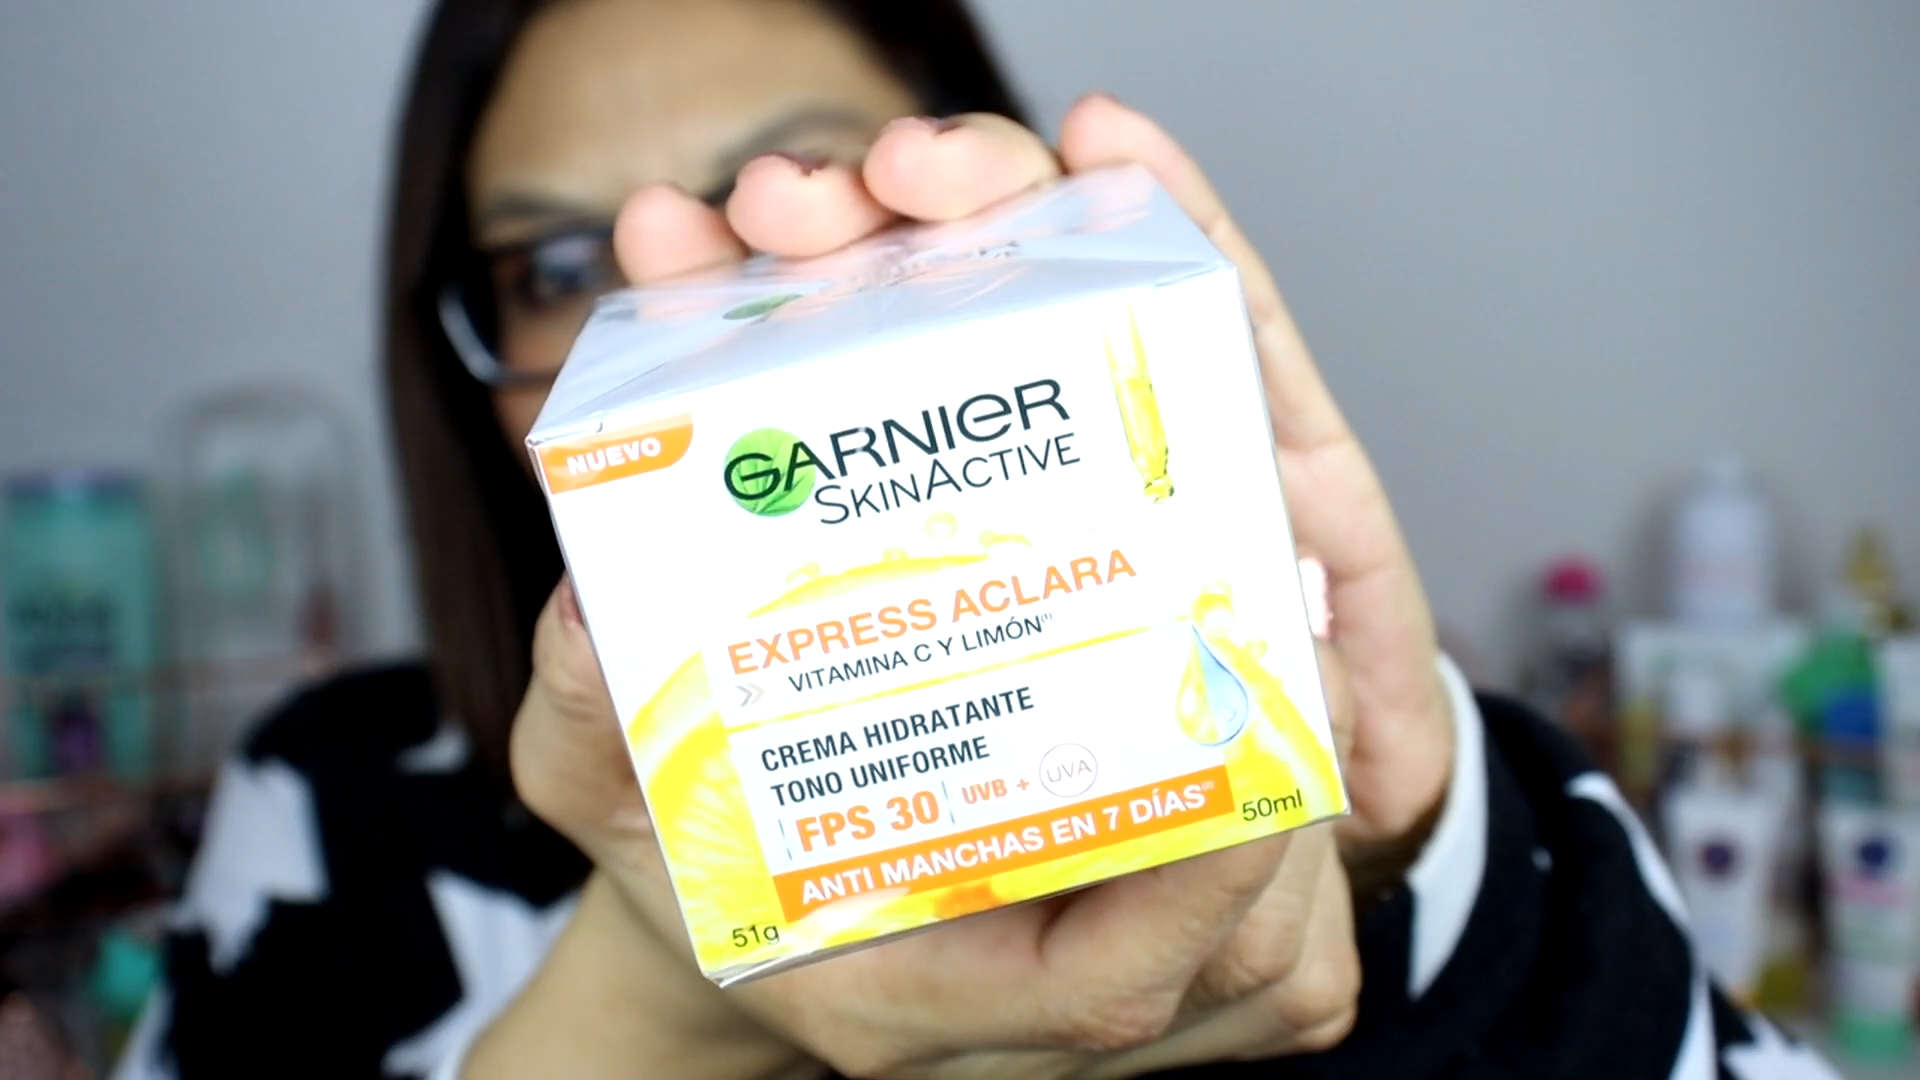 NUEVO
GARNIER
SKINACTIVE
EXPRESS ACLARA
VITAMINA C Y LIMÓN⁽¹⁾
CREMA HIDRATANTE
TONO UNIFORME
FPS 30 UVB + UVA
ANTI MANCHAS EN 7 DÍAS
51g 50ml